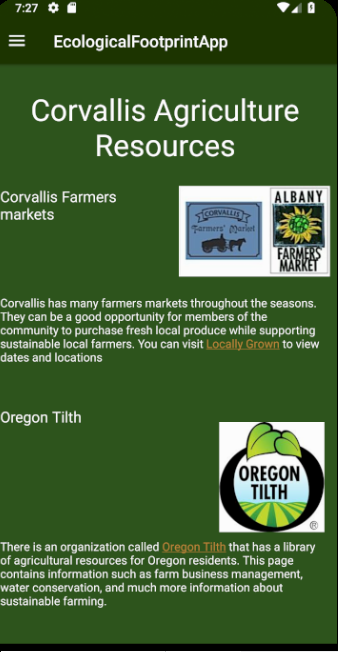 7:27
EcologicalFootprintApp
Corvallis Agriculture
Resources
Corvallis Farmers
markets
CORVALLIS
Farmers' Market
ALBANY
FARMERS'
MARKET
Corvallis has many farmers markets throughout the seasons.
They can be a good opportunity for members of the
community to purchase fresh local produce while supporting
sustainable local farmers. You can visit Locally Grown to view
dates and locations
Oregon Tilth
OREGON
TILTH
®
There is an organization called Oregon Tilth that has a library
of agricultural resources for Oregon residents. This page
contains information such as farm business management,
water conservation, and much more information about
sustainable farming.